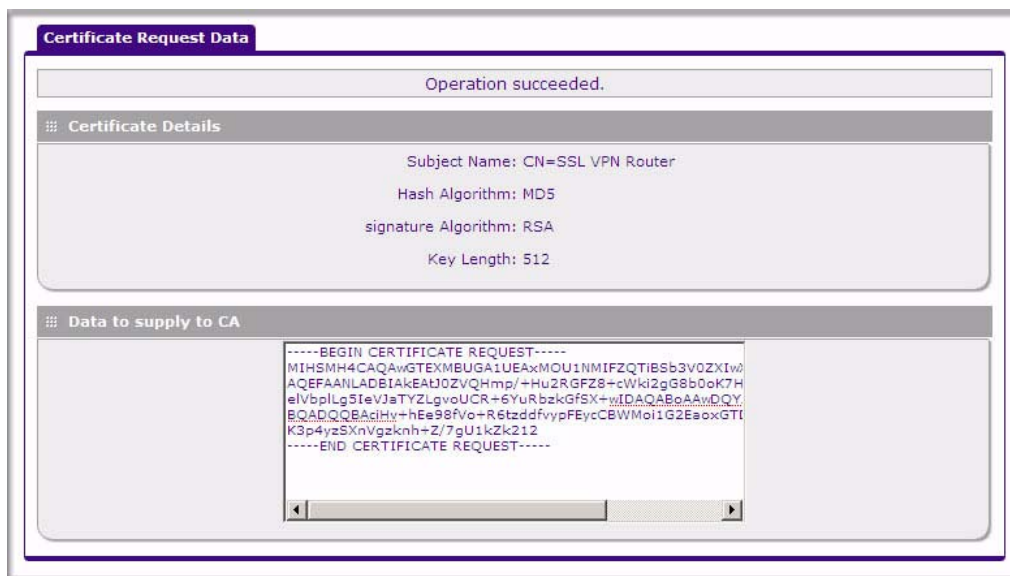 Certificate Request Data
Operation succeeded.
Certificate Details
Subject Name: CN=SSL VPN Router
Hash Algorithm: MD5
signature Algorithm: RSA
Key Length: 512
Data to supply to CA
-----BEGIN CERTIFICATE REQUEST-----
MIHSMH4CAQAwGTEXMBUGA1UEAxMOU1NMIFZQTiBSb3V0ZXIw
AQEFAANLADBIAkEAtJ0ZVQHmp/+Hu2RGFZ8+cWki2gG8b0oK7H
elVbplLg5IeVJaTYZLgvoUCR+6YuRbzkGfSX+wIDAQABoAAwDQY
BQADQQBAciHv+hEe98fVo+R6tzddfvypFEycCBWMoi1G2EaoxGT
K3p4yzSXnVgzknh+Z/7gU1kZk212
-----END CERTIFICATE REQUEST-----